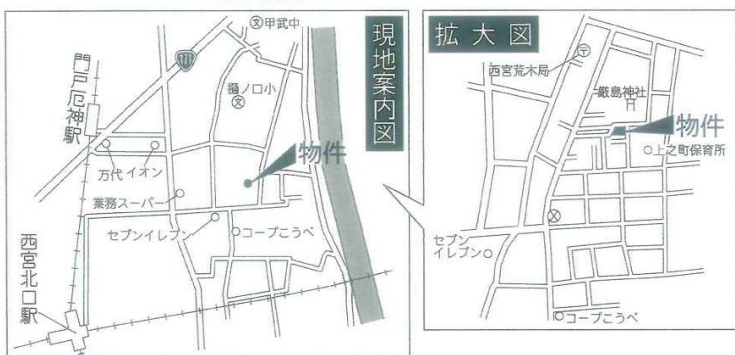 現地案内図
甲武中
171
樋ノ口小
門戸厄神駅
物件
万代
イオン
業務スーパー
セブンイレブン
コープこうべ
西宮北口駅
拡大図
西宮荒木局
厳島神社
物件
上之町保育所
セブン
イレブン
コープこうべ